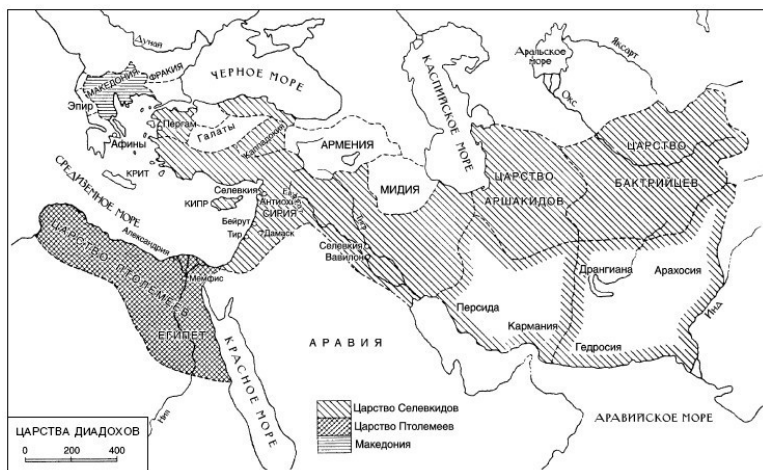 Дунай
МАКЕДОНИЯ
ФРАКИЯ
ЧЕРНОЕ МОРЕ
КАСПИЙСКОЕ МОРЕ
Аральское
море
Яксарт
Окс
Эпир
Пергам
Галаты
Каппадокия
Афины
АРМЕНИЯ
МИДИЯ
ЦАРСТВО
АРШАКИДОВ
ЦАРСТВО
БАКТРИЙЦЕВ
СРЕДИЗЕМНОЕ МОРЕ
КРИТ
КИПР
Селевкия
Антиохия
СИРИЯ
Бейрут
Тир
Дамаск
Тигр
Селевкия
Вавилон
Александрия
Мемфис
ЦАРСТВО ПТОЛЕМЕЕВ
ЕГИПЕТ
Дрангиана
Арахосия
Персида
Кармания
Гедросия
Инд
АРАВИЯ
КРАСНОЕ МОРЕ
АРАВИЙСКОЕ МОРЕ
Царство Селевкидов
Царство Птолемеев
Македония
ЦАРСТВА ДИАДОХОВ
0 200 400